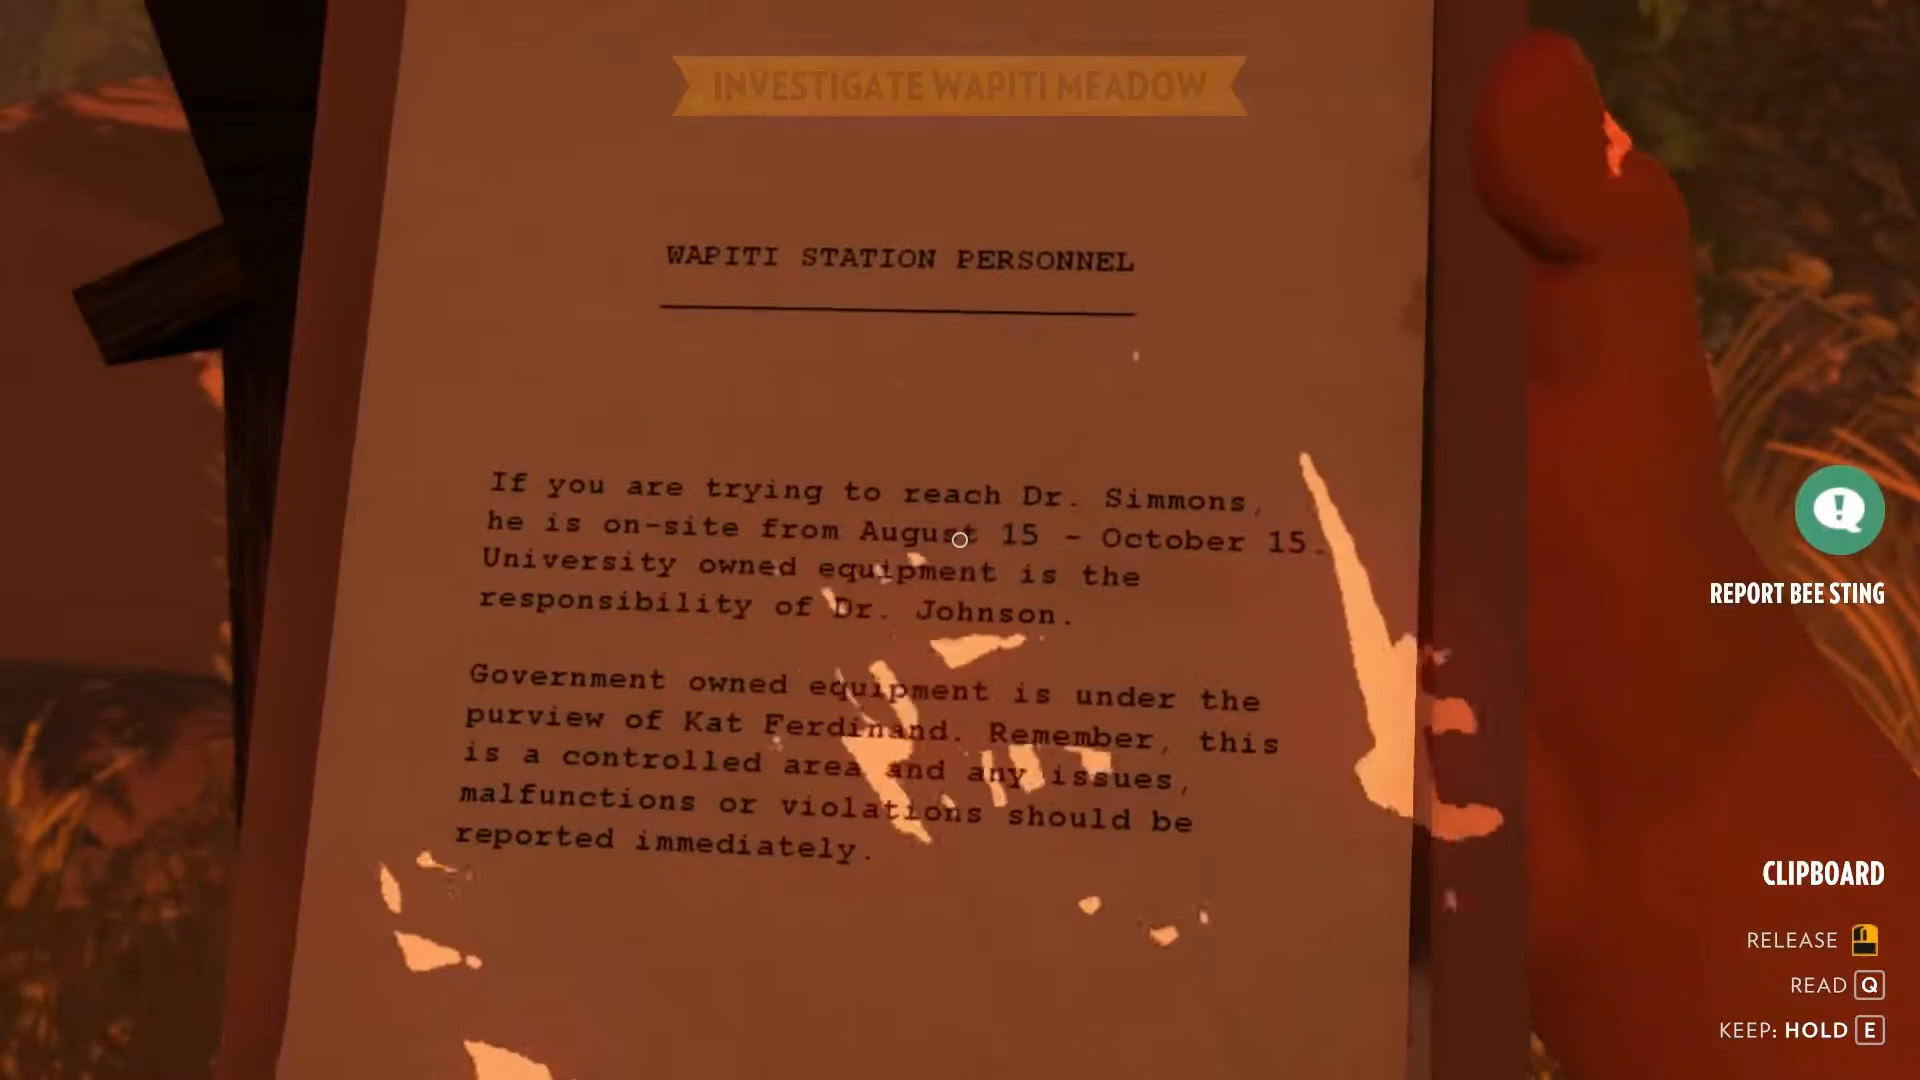 INVESTIGATE WAPITI MEADOW
WAPITI STATION PERSONNEL
If you are trying to reach Dr. Simmons,
he is on-site from August 15 - October 15.
University owned equipment is the
responsibility of Dr. Johnson.
Government owned equipment is under the
purview of Kat Ferdinand. Remember, this
is a controlled area and any issues,
malfunctions or violations should be
reported immediately.
REPORT BEE STING
CLIPBOARD
RELEASE
READ Q
KEEP: HOLD E